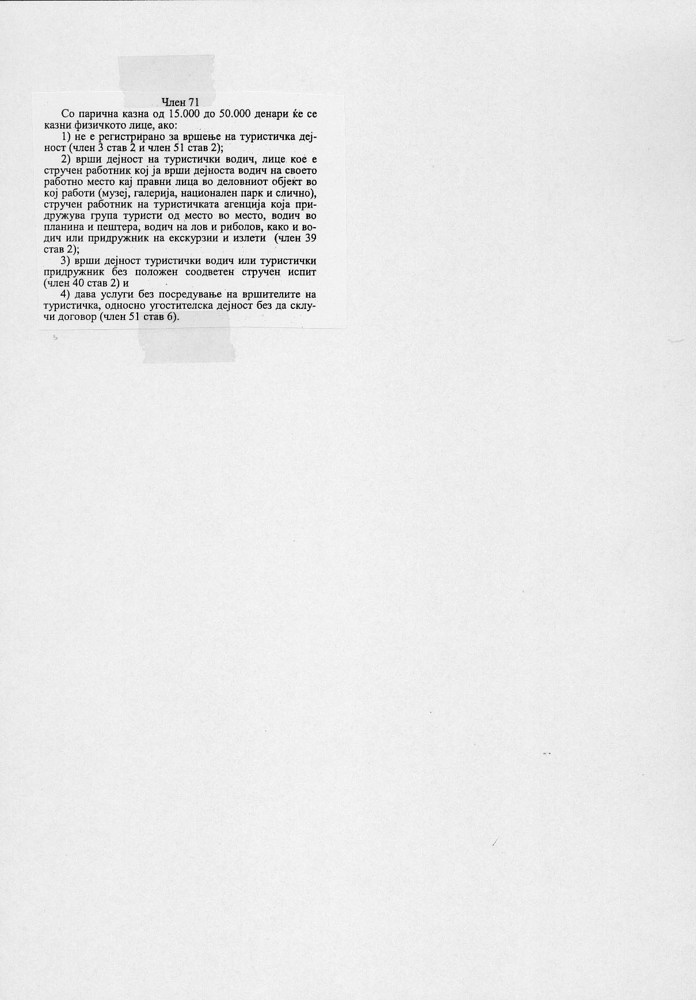 Член 71
Со парична казна од 15.000 до 50.000 денари ќе се
казни физичкото лице, ако:
1) не е регистрирано за вршење на туристичка деј-
ност (член 3 став 2 и член 51 став 2);
2) врши дејност на туристички водич, лице кое е
стручен работник кој ја врши дејноста водич на своето
работно место кај правни лица во деловниот објект во
кој работи (музеј, галерија, национален парк и слично),
стручен работник на туристичката агенција која при-
дружува група туристи од место во место, водич во
планина и пештера, водич на лов и риболов, како и во-
дич или придружник на екскурзии и излети (член 39
став 2);
3) врши дејност туристички водич или туристички
придружник без положен соодветен стручен испит
(член 40 став 2) и
4) дава услуги без посредување на вршителите на
туристичка, односно угостителска дејност без да склу-
чи договор (член 51 став 6).